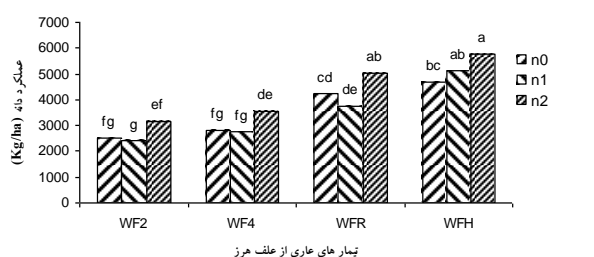 7000
6000
5000
4000
3000
2000
1000
0
عملکرد دانه (Kg/ha)
fg g ef
fg fg de
cd de ab
bc ab a
n0
n1
n2
WF2 WF4 WFR WFH
تیمار های عاری از علف هرز